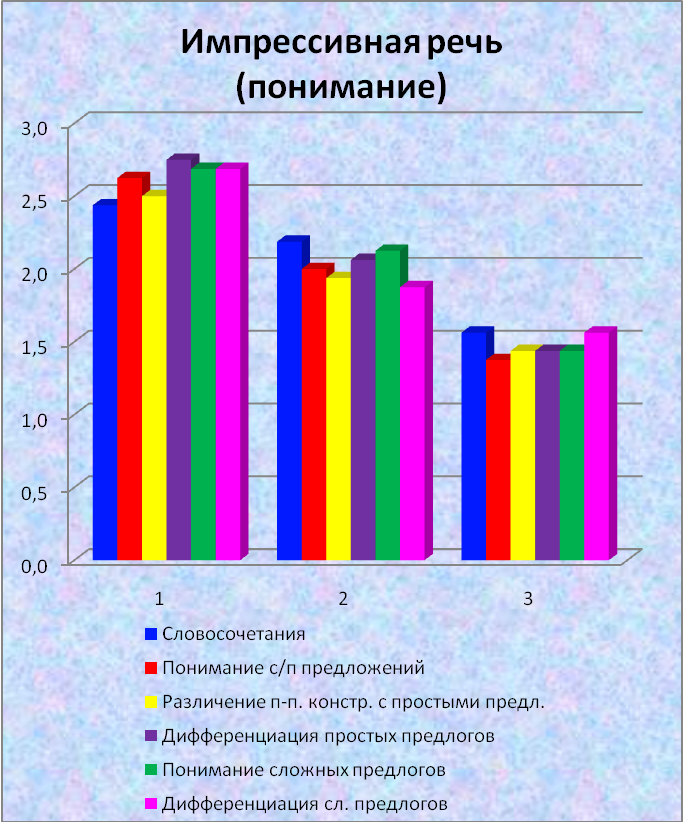 Импрессивная речь
(понимание)
3,0
2,5
2,0
1,5
1,0
0,5
0,0
1 2 3
Словосочетания
Понимание с/п предложений
Различение п-п. констр. с простыми предл.
Дифференциация простых предлогов
Понимание сложных предлогов
Дифференциация сл. предлогов